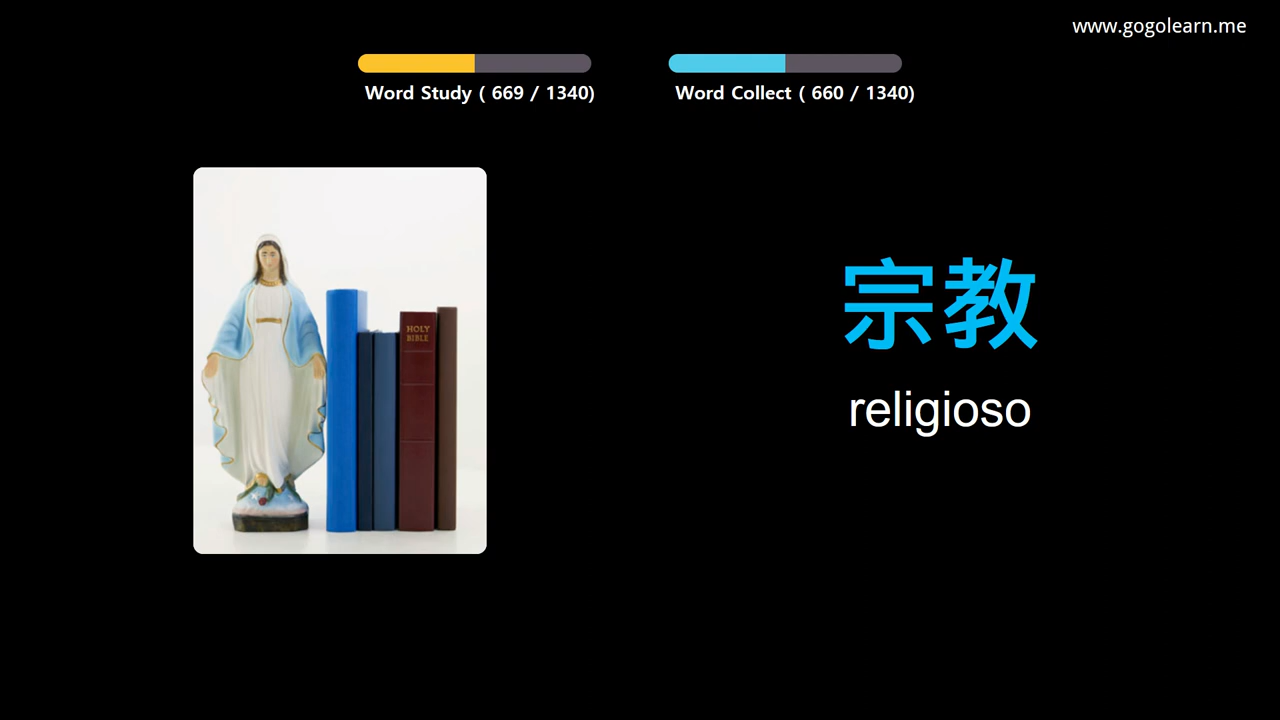 www.gogolearn.me
Word Study ( 669 / 1340)
Word Collect ( 660 / 1340)
HOLY
BIBLE
宗教
religioso